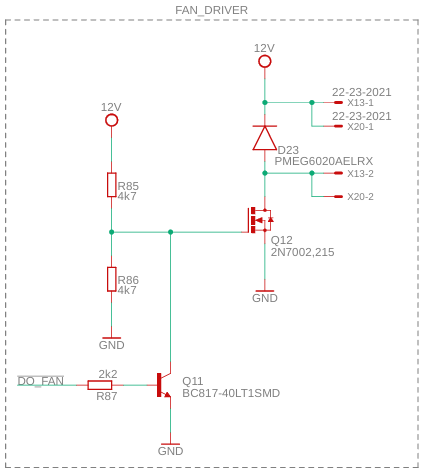 FAN_DRIVER
12V
22-23-2021
X13-1
22-23-2021
X20-1
12V
D23
PMEG6020AELRX
X13-2
R85
4k7
X20-2
Q12
2N7002,215
R86
4k7
GND
GND
DO_FAN
2k2
R87
Q11
BC817-40LT1SMD
GND